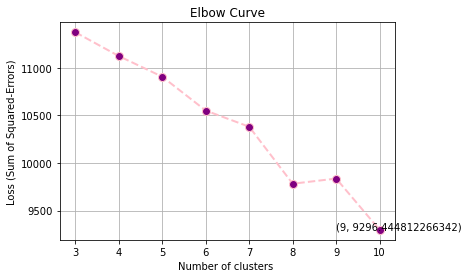 Elbow Curve
Loss (Sum of Squared-Errors)
11000
10500
10000
9500
(9, 9296.444812266342)
3 4 5 6 7 8 9 10
Number of clusters